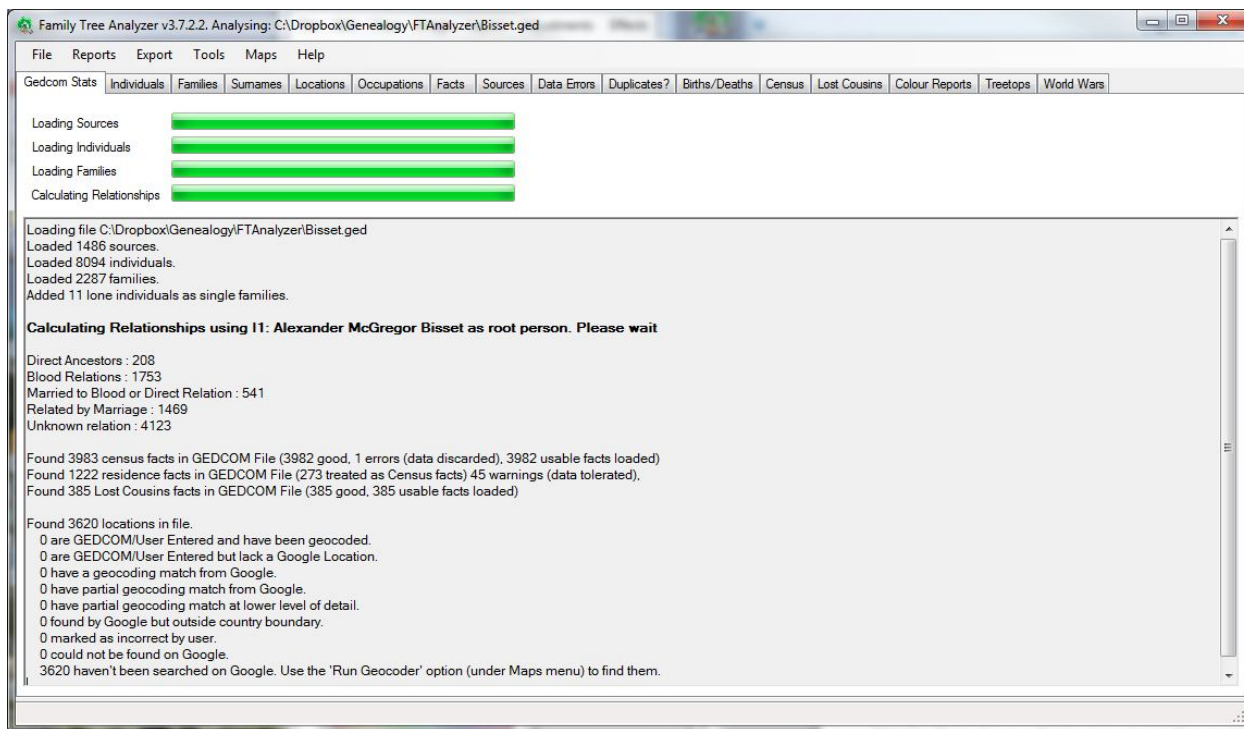 Family Tree Analyzer v3.7.2.2. Analysing: C:\Dropbox\Genealogy\FTAnalyzer\Bisset.ged
File Reports Export Tools Maps Help
Gedcom Stats Individuals Families Surnames Locations Occupations Facts Sources Data Errors Duplicates? Births/Deaths Census Lost Cousins Colour Reports Treetops World Wars
Loading Sources
Loading Individuals
Loading Families
Calculating Relationships
Loading file C:\Dropbox\Genealogy\FTAnalyzer\Bisset.ged
Loaded 1486 sources.
Loaded 8094 individuals.
Loaded 2287 families.
Added 11 lone individuals as single families.
Calculating Relationships using I1: Alexander McGregor Bisset as root person. Please wait
Direct Ancestors : 208
Blood Relations : 1753
Married to Blood or Direct Relation : 541
Related by Marriage : 1469
Unknown relation : 4123
Found 3983 census facts in GEDCOM File (3982 good, 1 errors (data discarded), 3982 usable facts loaded)
Found 1222 residence facts in GEDCOM File (273 treated as Census facts) 45 warnings (data tolerated),
Found 385 Lost Cousins facts in GEDCOM File (385 good, 385 usable facts loaded)
Found 3620 locations in file.
0 are GEDCOM/User Entered and have been geocoded.
0 are GEDCOM/User Entered but lack a Google Location.
0 have a geocoding match from Google.
0 have partial geocoding match from Google.
0 have partial geocoding match at lower level of detail.
0 found by Google but outside country boundary.
0 marked as incorrect by user.
0 could not be found on Google.
3620 haven't been searched on Google. Use the 'Run Geocoder' option (under Maps menu) to find them.